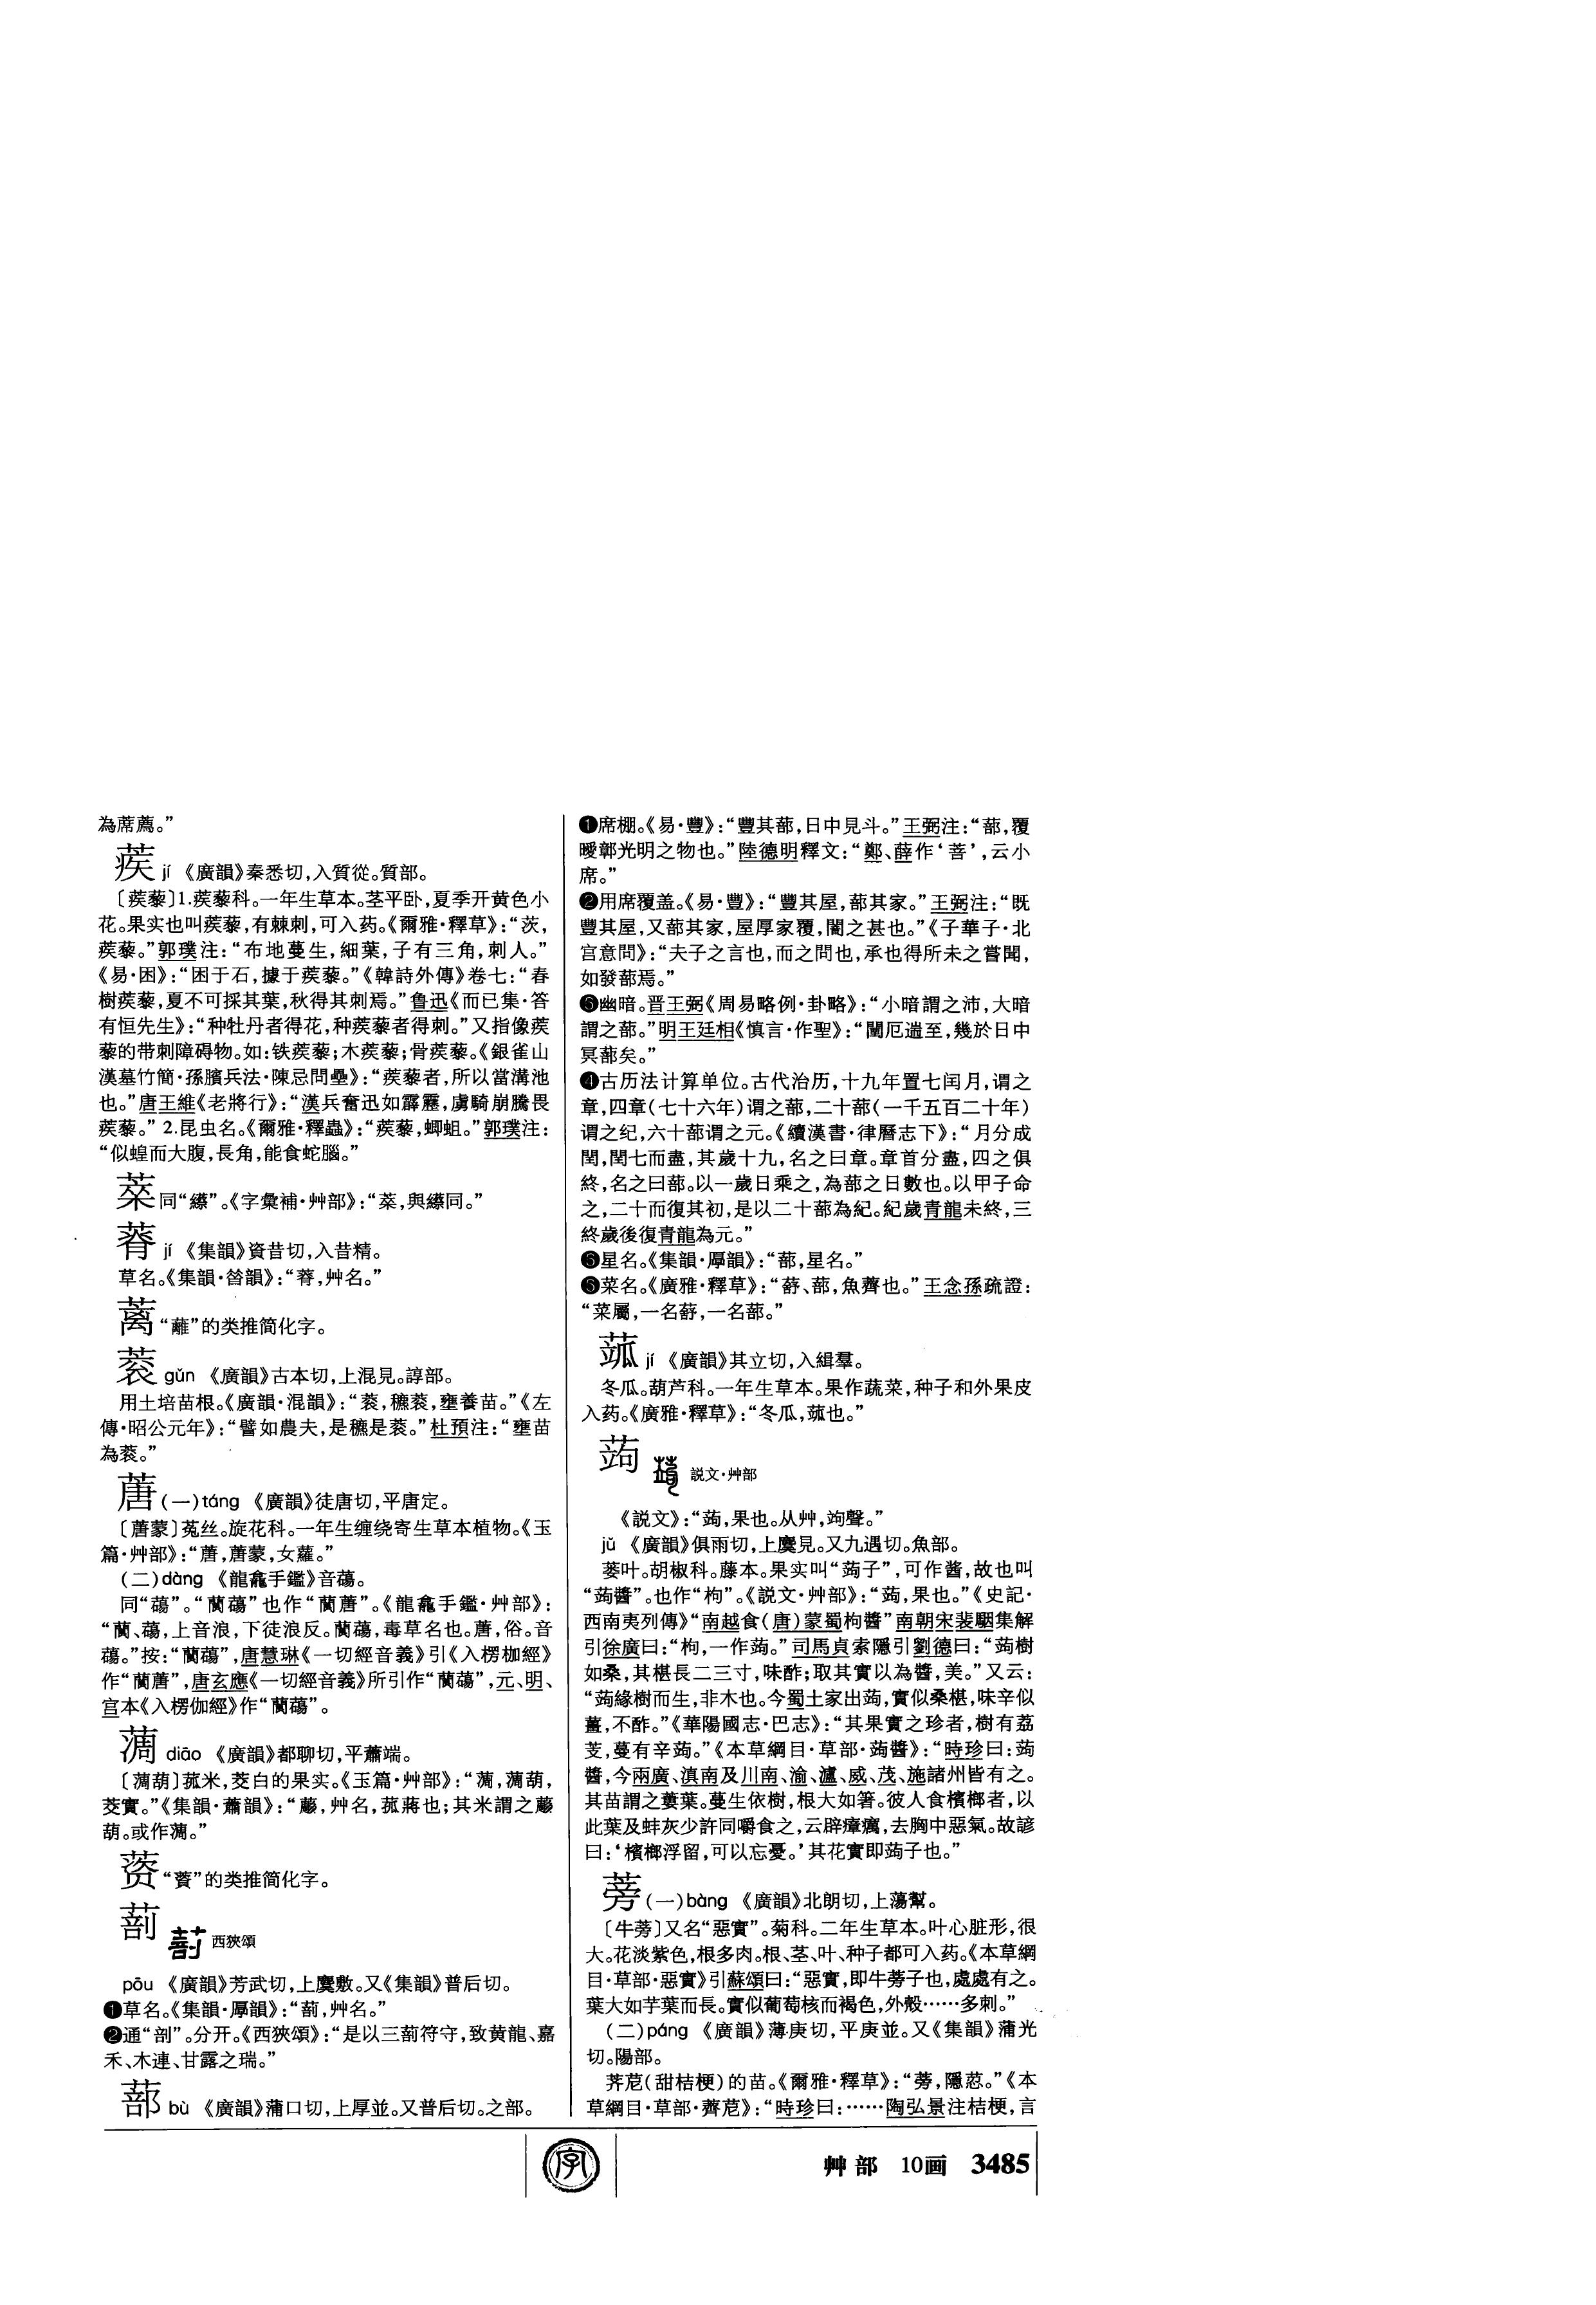 為蓆薦。”
蒺 jí 《廣韻》秦悉切,入質從。質部。
〔蒺藜〕1.蒺藜科。一年生草本。茎平卧,夏季开黄色小
花。果实也叫蒺藜,有棘刺,可入药。《爾雅·釋草》:“茨,
蒺藜。”郭璞注:“布地蔓生,細葉,子有三角,刺人。”
《易·困》:“困于石,據于蒺藜。”《韓詩外傳》卷七:“春
樹蒺藜,夏不可採其葉,秋得其刺焉。”鲁迅《而已集·答
有恒先生》:“种牡丹者得花,种蒺藜者得刺。”又指像蒺
藜的带刺障碍物。如:铁蒺藜;木蒺藜;骨蒺藜。《銀雀山
漢墓竹簡·孫臏兵法·陳忌問壘》:“蒺藜者,所以當溝池
也。”唐王維《老將行》:“漢兵奮迅如霹靂,虜騎崩騰畏
蒺藜。” 2.昆虫名。《爾雅·釋蟲》:“蒺藜,蝍蛆。”郭璞注:
“似蝗而大腹,長角,能食蛇腦。”
同“ ”。《字彙補·艸部》:“ ,與 同。”
蓆 jí 《集韻》資昔切,入昔精。
草名。《集韻·㫺韻》:“ ,艸名。”
蓠 “蘺”的类推简化字。
蔉 gǔn 《廣韻》古本切,上混見。諄部。
用土培苗根。《廣韻·混韻》:“蔉,穮蔉,壅養苗。”《左
傳·昭公元年》:“譬如農夫,是穮是蔉。”杜預注:“壅苗
為蔉。”
蓎 (一)táng 《廣韻》徒唐切,平唐定。
〔蓎蒙〕菟丝。旋花科。一年生缠绕寄生草本植物。《玉
篇·艸部》:“蓎,蓎蒙,女蘿。”
(二)dàng 《龍龕手鑑》音蕩。
同“蕩”。“蘭蕩”也作“蘭蓎”。《龍龕手鑑·艸部》:
“蘭、蕩,上音浪,下徒浪反。蘭蕩,毒草名也。蓎,俗。音
蕩。”按:“蘭蕩”,唐慧琳《一切經音義》引《入楞枷經》
作“蘭蓎”,唐玄應《一切經音義》所引作“蘭蕩”,元、明、
宫本《入楞伽經》作“蘭蕩”。
蓅 diāo 《廣韻》都聊切,平蕭端。
〔 葫〕菰米,茭白的果实。《玉篇·艸部》:“ , 葫,
茭實。”《集韻·蕭韻》:“ ,艸名,菰蔣也;其米謂之
葫。或作 。”
“薋”的类推简化字。
西狹頌
pōu 《廣韻》芳武切,上麌敷。又《集韻》普后切。
❶草名。《集韻·厚韻》:“ ,艸名。”
❷通“剖”。分开。《西狹頌》:“是以三 符守,致黄龍、嘉
禾、木連、甘露之瑞。”
蔀 bù 《廣韻》蒲口切,上厚並。又普后切。之部。
❶席棚。《易·豐》:“豐其蔀,日中見斗。”王弼注:“蔀,覆
曖鄣光明之物也。”陸德明釋文:“鄭、薛作‘菩’,云小
席。”
❷用席覆盖。《易·豐》:“豐其屋,蔀其家。”王弼注:“既
豐其屋,又蔀其家,屋厚家覆,闇之甚也。”《子華子·北
宫意問》:“夫子之言也,而之問也,承也得所未之嘗聞,
如發蔀焉。”
❸幽暗。晋王弼《周易略例·卦略》:“小暗謂之沛,大暗
謂之蔀。”明王廷相《慎言·作聖》:“闉厄遄至,幾於日中
冥蔀矣。”
❹古历法计算单位。古代治历,十九年置七闰月,谓之
章,四章(七十六年)谓之蔀,二十蔀(一千五百二十年)
谓之纪,六十蔀谓之元。《續漢書·律曆志下》:“月分成
閏,閏七而盡,其歲十九,名之曰章。章首分盡,四之俱
終,名之曰蔀。以一歲日乘之,為蔀之日數也。以甲子命
之,二十而復其初,是以二十蔀為紀。紀歲青龍未終,三
終歲後復青龍為元。”
❺星名。《集韻·厚韻》:“蔀,星名。”
❻菜名。《廣雅·釋草》:“ 、蔀,魚薺也。”王念孫疏證:
“菜屬,一名 ,一名蔀。”
jí 《廣韻》其立切,入緝羣。
冬瓜。葫芦科。一年生草本。果作蔬菜,种子和外果皮
入药。《廣雅·釋草》:“冬瓜, 也。”
蒟 説文·艸部
《説文》:“蒟,果也。从艸,竘聲。”
jǔ 《廣韻》俱雨切,上麌見。又九遇切。魚部。
蒌叶。胡椒科。藤本。果实叫“蒟子”,可作酱,故也叫
“蒟醬”。也作“枸”。《説文·艸部》:“蒟,果也。”《史記·
西南夷列傳》“南越食(唐)蒙蜀枸醬”南朝宋裴駰集解
引徐廣曰:“枸,一作蒟。”司馬貞索隱引劉德曰:“蒟樹
如桑,其椹長二三寸,味酢;取其實以為醬,美。”又云:
“蒟緣樹而生,非木也。今蜀土家出蒟,實似桑椹,味辛似
薑,不酢。”《華陽國志·巴志》:“其果實之珍者,樹有荔
芰,蔓有辛蒟。”《本草綱目·草部·蒟醬》:“時珍曰:蒟
醬,今兩廣、滇南及川南、渝、瀘、威、茂、施諸州皆有之。
其苗謂之蔞葉。蔓生依樹,根大如箸。彼人食檳榔者,以
此葉及蚌灰少許同嚼食之,云辟瘴癘,去胸中惡氣。故諺
曰:‘檳榔浮留,可以忘憂。’其花實即蒟子也。”
蒡 (一)bàng 《廣韻》北朗切,上蕩幫。
〔牛蒡〕又名“惡實”。菊科。二年生草本。叶心脏形,很
大。花淡紫色,根多肉。根、茎、叶、种子都可入药。《本草綱
目·草部·惡實》引蘇頌曰:“惡實,即牛蒡子也,處處有之。
葉大如芋葉而長。實似葡萄核而褐色,外殼……多刺。”
(二)páng 《廣韻》薄庚切,平庚並。又《集韻》蒲光
切。陽部。
荠苨(甜桔梗)的苗。《爾雅·釋草》:“蒡,隱荵。”《本
草綱目·草部·薺苨》:“時珍曰:……陶弘景注桔梗,言
字
艸部 10画 3485